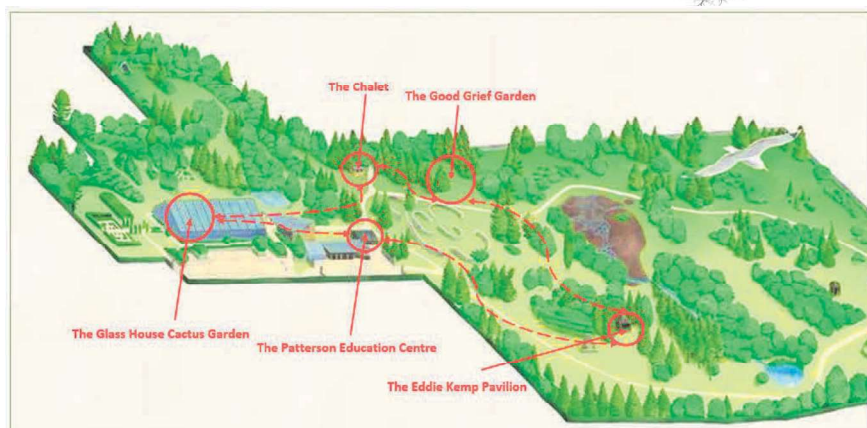 The Chalet
The Good Grief Garden
The Glass House Cactus Garden
The Patterson Education Centre
The Eddie Kemp Pavilion